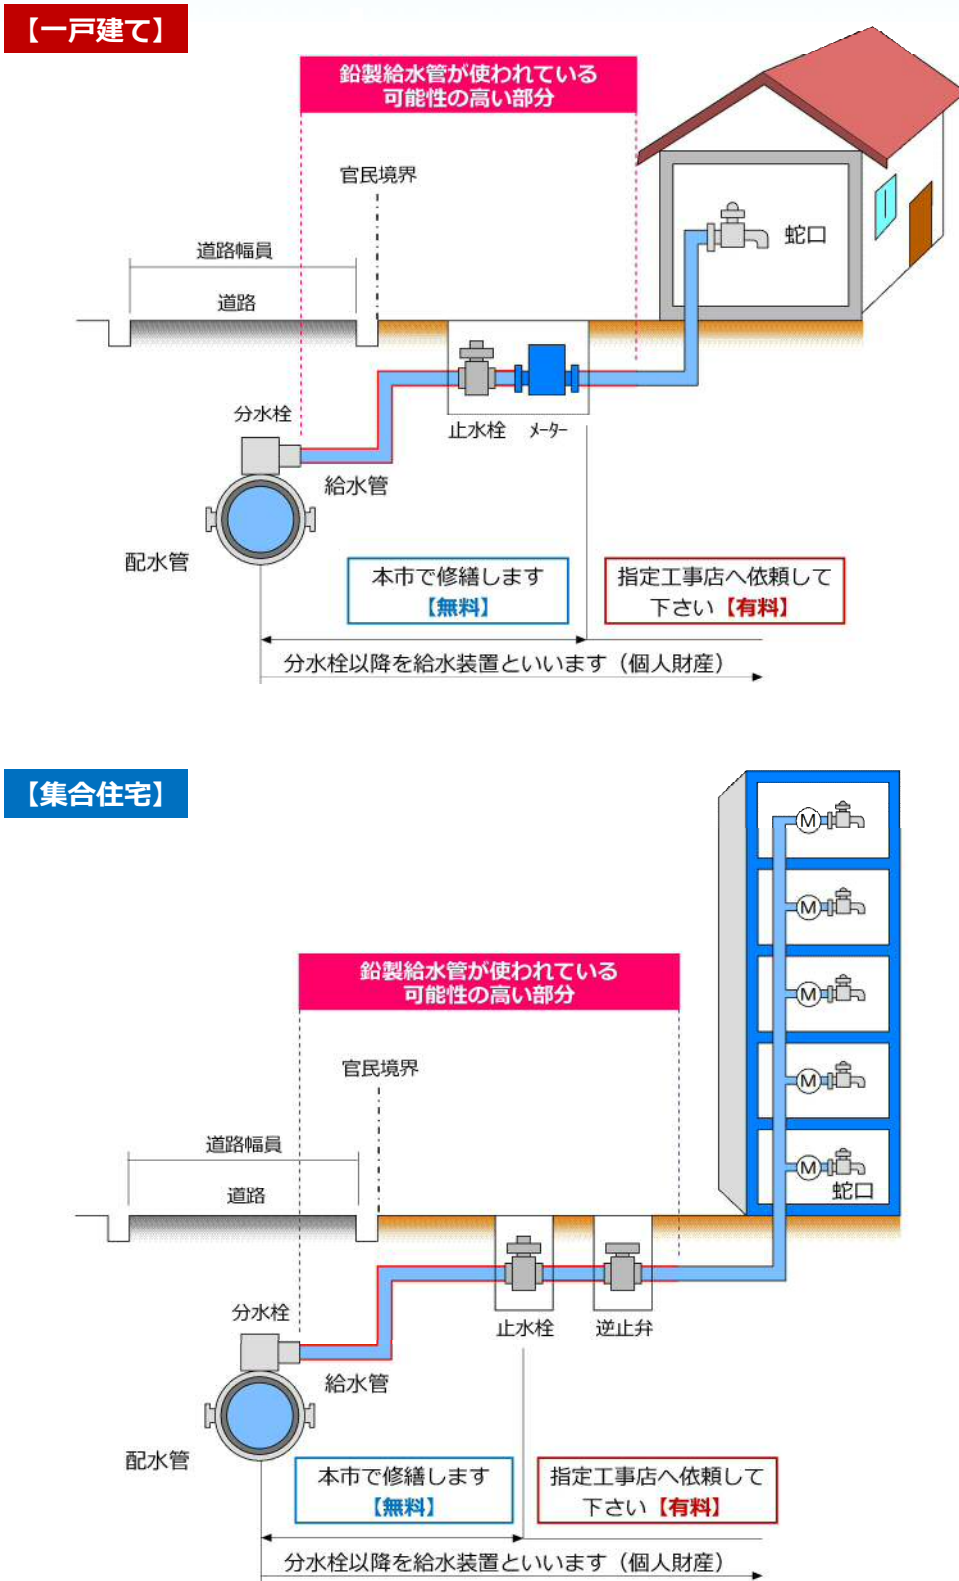 【一戸建て】
鉛製給水管が使われている
可能性の高い部分
官民境界
蛇口
道路幅員
道路
分水栓
止水栓
メーター
給水管
配水管
本市で修繕します
【無料】
指定工事店へ依頼して
下さい【有料】
分水栓以降を給水装置といいます（個人財産）
【集合住宅】
M
M
鉛製給水管が使われている
可能性の高い部分
M
官民境界
M
道路幅員
M
蛇口
道路
分水栓
止水栓
逆止弁
給水管
配水管
本市で修繕します
【無料】
指定工事店へ依頼して
下さい【有料】
分水栓以降を給水装置といいます（個人財産）